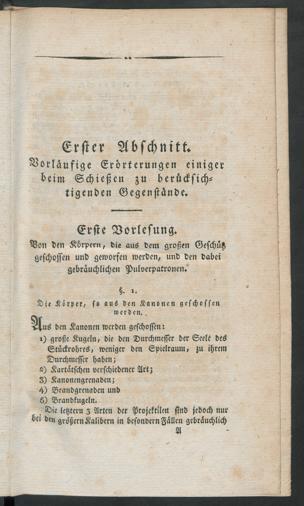 Erster Abschnitt.
Vorläufige Erörterungen einiger
beim Schießen zu berücksich-
tigenden Gegenstände.
Erste Vorlesung.
Von den Körpern, die aus dem großen Geschütz
geschossen und geworfen werden, und den dabei
gebräuchlichen Pulverpatronen.
§. 1.
Die Körper, so aus den Kanonen geschossen
werden.
Aus den Kanonen werden geschossen:
1) große Kugeln, die den Durchmesser der Seele des
Stückrohres, weniger den Spielraum, zu ihrem
Durchmesser haben;
2) Kartätschen verschiedener Art;
3) Kanonengrenaden;
4) Brandgrenaden und
5) Brandkugeln.
Die letztern 3 Arten der Projektilen sind jedoch nur
bei den größern Kalibern in besondern Fällen gebräuchlich
A